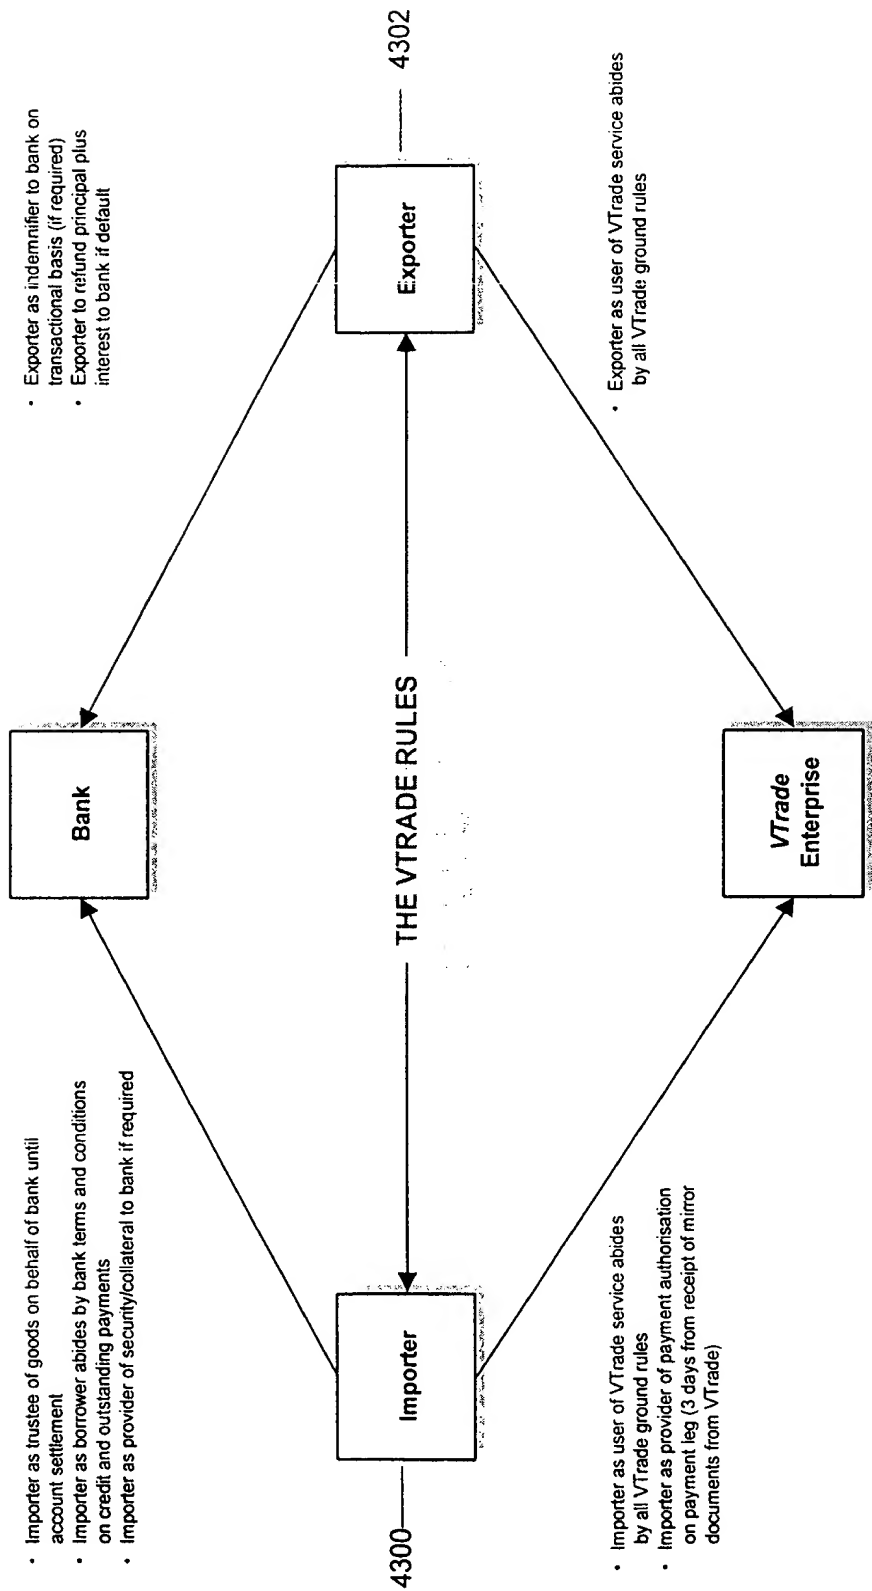 • Importer as trustee of goods on behalf of bank until
account settlement
• Importer as borrower abides by bank terms and conditions
on credit and outstanding payments
• Importer as provider of security/collateral to bank if required
Bank
• Exporter as indemnifier to bank on
transactional basis (if required)
• Exporter to refund principal plus
interest to bank if default
4300
Importer
THE VTRADE RULES
Exporter
4302
• Importer as user of VTrade service abides
by all VTrade ground rules
• Importer as provider of payment authorisation
on payment leg (3 days from receipt of mirror
documents from VTrade)
VTrade
Enterprise
• Exporter as user of VTrade service abides
by all VTrade ground rules